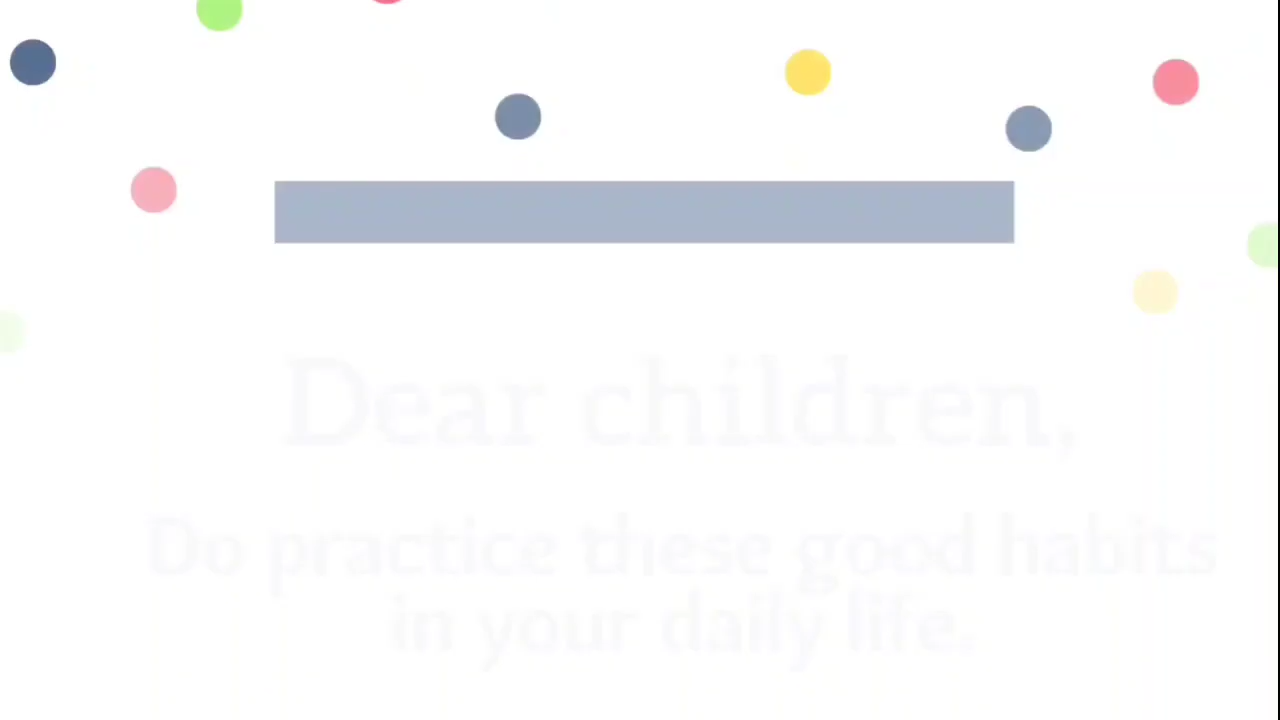 Dear children,
Do practice these good habits
in your daily life.